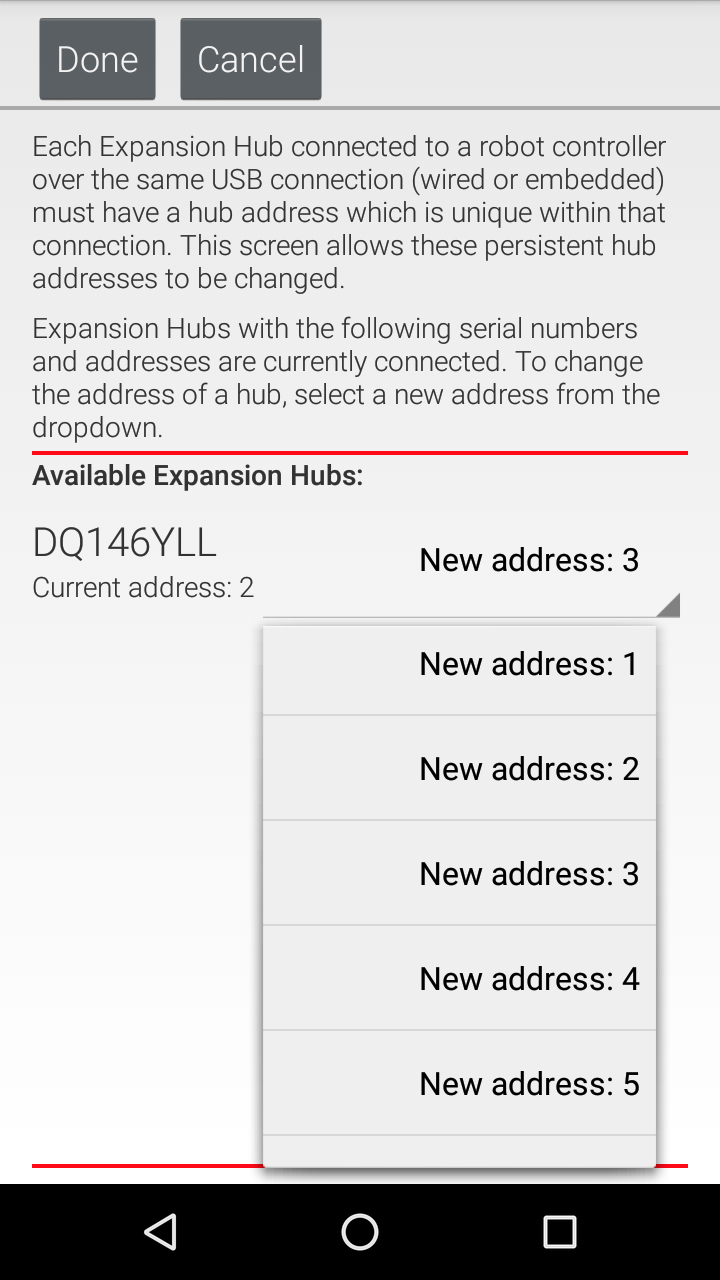 Done
Cancel
Each Expansion Hub connected to a robot controller
over the same USB connection (wired or embedded)
must have a hub address which is unique within that
connection. This screen allows these persistent hub
addresses to be changed.
Expansion Hubs with the following serial numbers
and addresses are currently connected. To change
the address of a hub, select a new address from the
dropdown.
Available Expansion Hubs:
DQ146YLL
Current address: 2
New address: 3
New address: 1
New address: 2
New address: 3
New address: 4
New address: 5